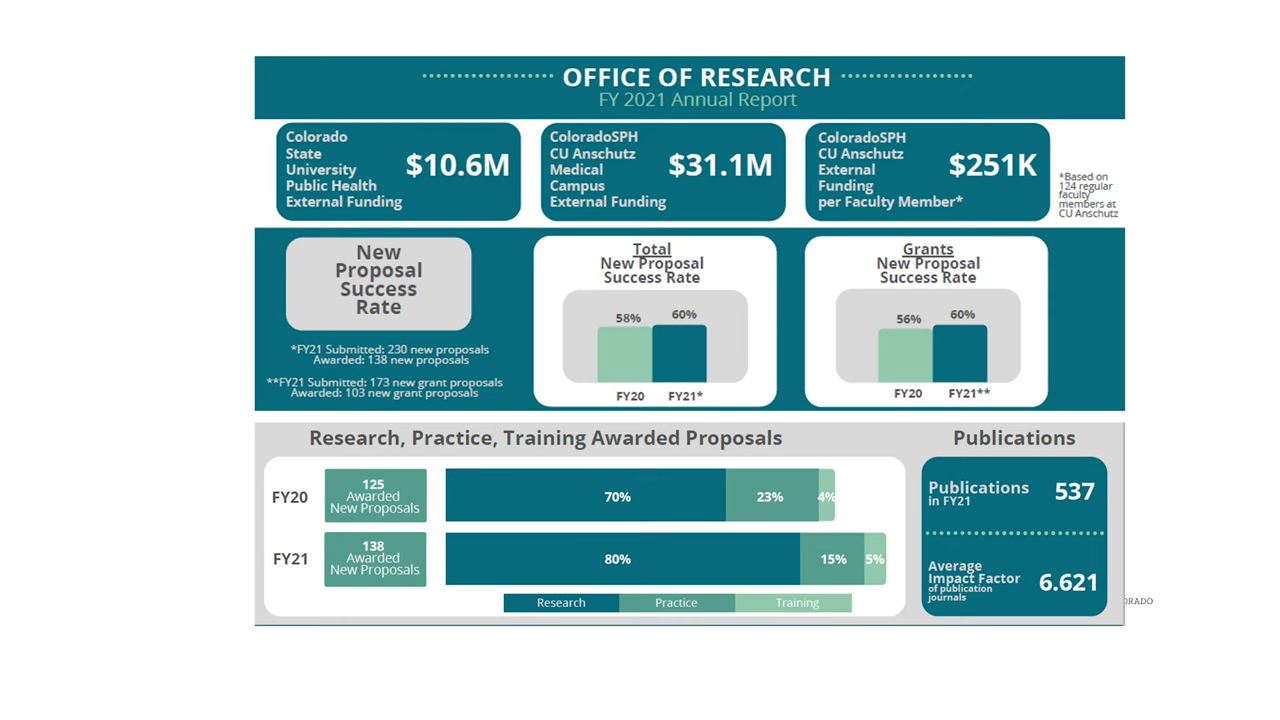 OFFICE OF RESEARCH
FY 2021 Annual Report
Colorado
State
University
Public Health
External Funding
$10.6M
ColoradoSPH
CU Anschutz
Medical
Campus
External Funding
$31.1M
ColoradoSPH
CU Anschutz
External
Funding
per Faculty Member*
$251K
*Based on
124 regular
faculty
members at
CU Anschutz
New
Proposal
Success
Rate
*FY21 Submitted: 230 new proposals
Awarded: 138 new proposals
**FY21 Submitted: 173 new grant proposals
Awarded: 103 new grant proposals
Total
New Proposal
Success Rate
58%
60%
FY20
FY21*
Grants
New Proposal
Success Rate
56%
60%
FY20
FY21**
Research, Practice, Training Awarded Proposals
FY20
125
Awarded
New Proposals
70%
23%
4%
FY21
138
Awarded
New Proposals
80%
15%
5%
Research
Practice
Training
Publications
Publications
in FY21
537
Average
Impact Factor
of publication
journals
6.621
ORADO